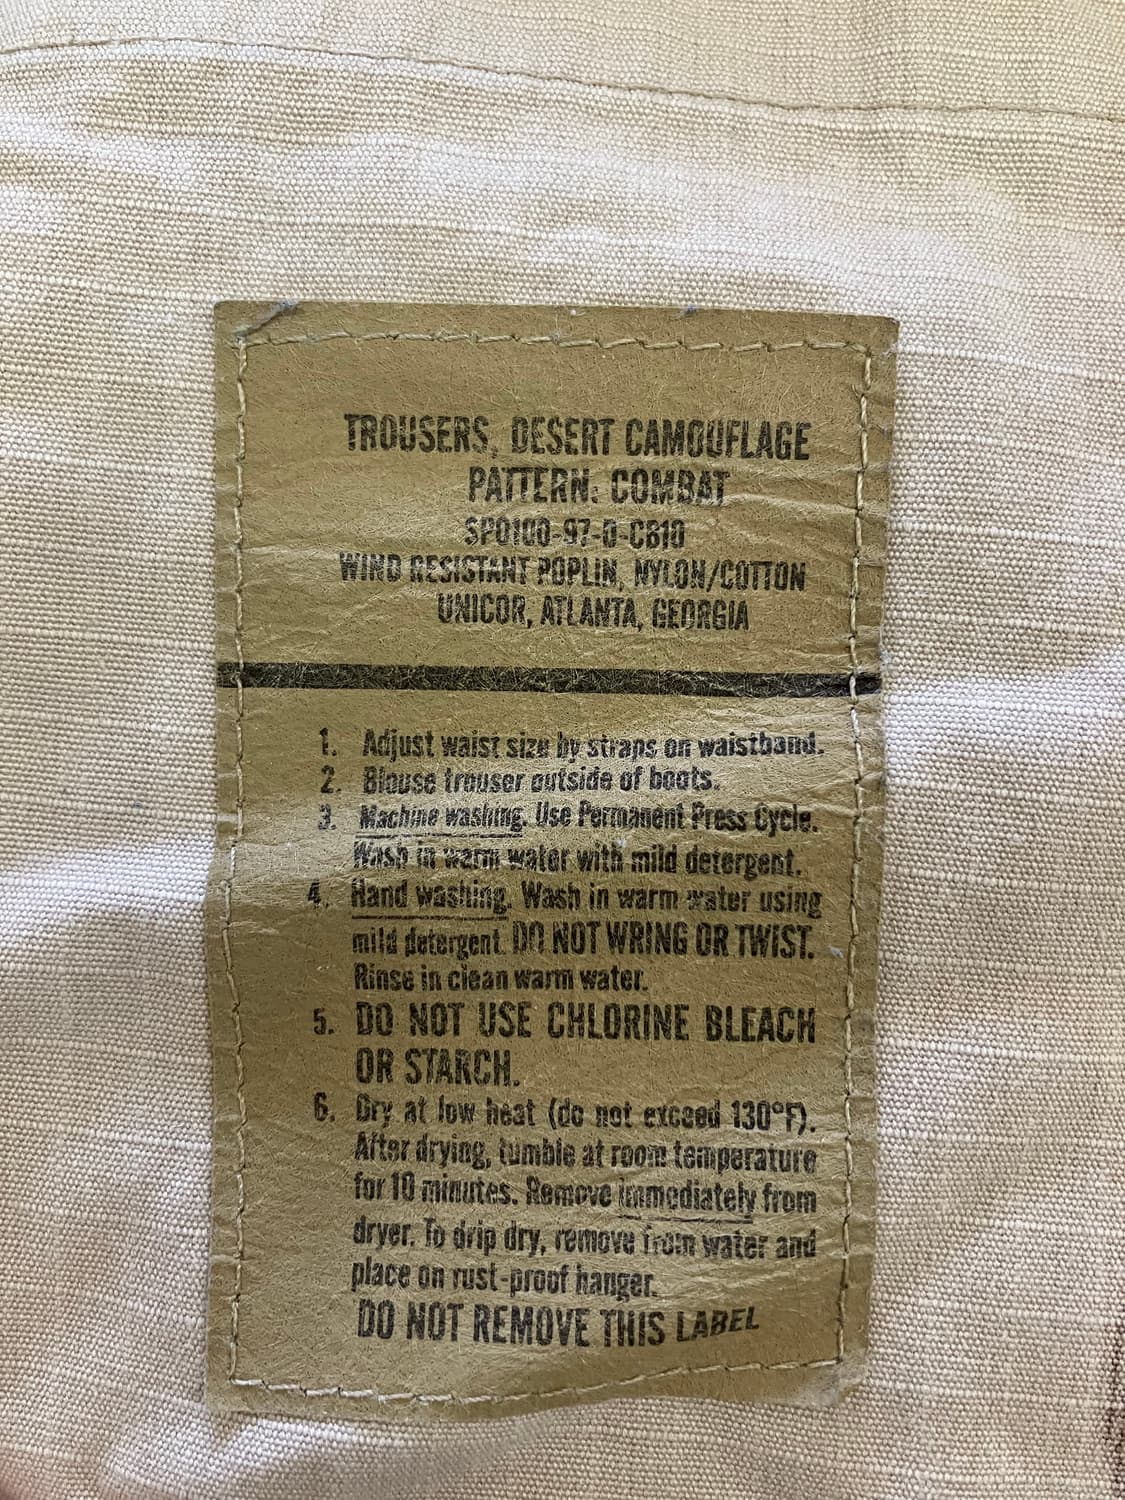 TROUSERS, DESERT CAMOUFLAGE
PATTERN: COMBAT
SPO100-97-D-CB10
WIND RESISTANT POPLIN, NYLON/COTTON
UNICOR, ATLANTA, GEORGIA
1. Adjust waist size by straps on waistband.
2. Blouse trouser outside of boots.
3. Machine washing. Use Permanent Press Cycle.
Wash in warm water with mild detergent.
4. Hand washing. Wash in warm water using
mild detergent. DO NOT WRING OR TWIST.
Rinse in clean warm water.
5. DO NOT USE CHLORINE BLEACH
OR STARCH.
6. Dry at low heat (do not exceed 130°F).
After drying, tumble at room temperature
for 10 minutes. Remove immediately from
dryer. To drip dry, remove from water and
place on rust-proof hanger.
DO NOT REMOVE THIS LABEL